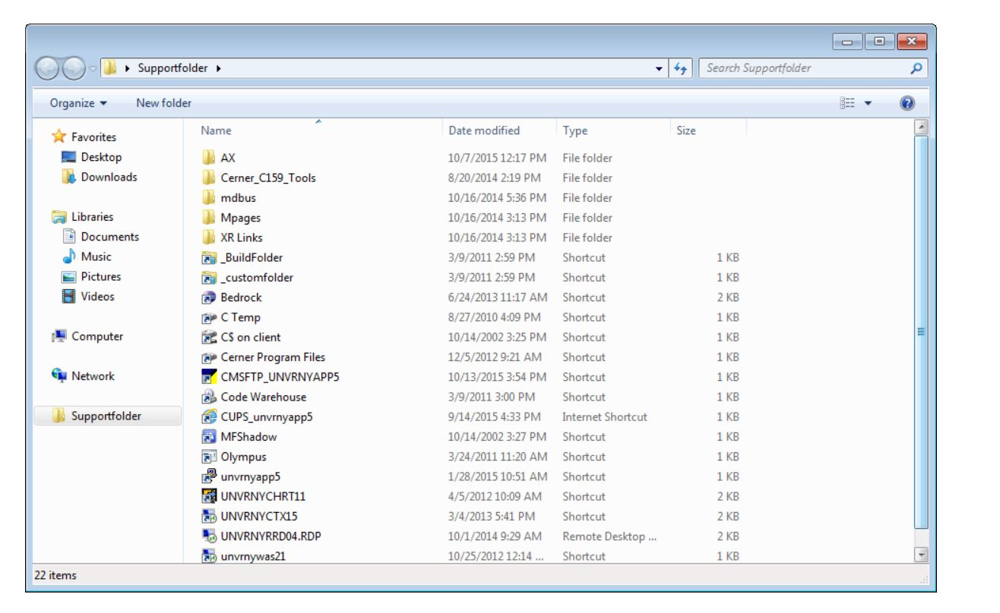 Supportfolder
Search Supportfolder
Organize New folder
Name Date modified Type Size
Favorites
Desktop
Downloads
Libraries
Documents
Music
Pictures
Videos
Computer
Network
Supportfolder
AX 10/7/2015 12:17 PM File folder
Cerner_C159_Tools 8/20/2014 2:19 PM File folder
mdbus 10/16/2014 5:36 PM File folder
Mpages 10/16/2014 3:13 PM File folder
XR Links 10/16/2014 3:13 PM File folder
_BuildFolder 3/9/2011 2:59 PM Shortcut 1 KB
_customfolder 3/9/2011 2:59 PM Shortcut 1 KB
Bedrock 6/24/2013 11:17 AM Shortcut 2 KB
C Temp 8/27/2010 4:09 PM Shortcut 1 KB
C$ on client 10/14/2002 3:25 PM Shortcut 1 KB
Cerner Program Files 12/5/2012 9:21 AM Shortcut 1 KB
CMSFTP_UNVRNYAPP5 10/13/2015 3:54 PM Shortcut 1 KB
Code Warehouse 3/9/2011 3:00 PM Shortcut 1 KB
CUPS_unvrnyapp5 9/14/2015 4:33 PM Internet Shortcut 1 KB
MFShadow 10/14/2002 3:27 PM Shortcut 1 KB
Olympus 3/24/2011 11:20 AM Shortcut 1 KB
unvrnyapp5 1/28/2015 10:51 AM Shortcut 1 KB
UNVRNYCHRT11 4/5/2012 10:09 AM Shortcut 2 KB
UNVRNYCTX15 3/4/2013 5:41 PM Shortcut 2 KB
UNVRNYRRD04.RDP 10/1/2014 9:29 AM Remote Desktop ... 2 KB
unvrnywas21 10/25/2012 12:14 ... Shortcut 1 KB
22 items